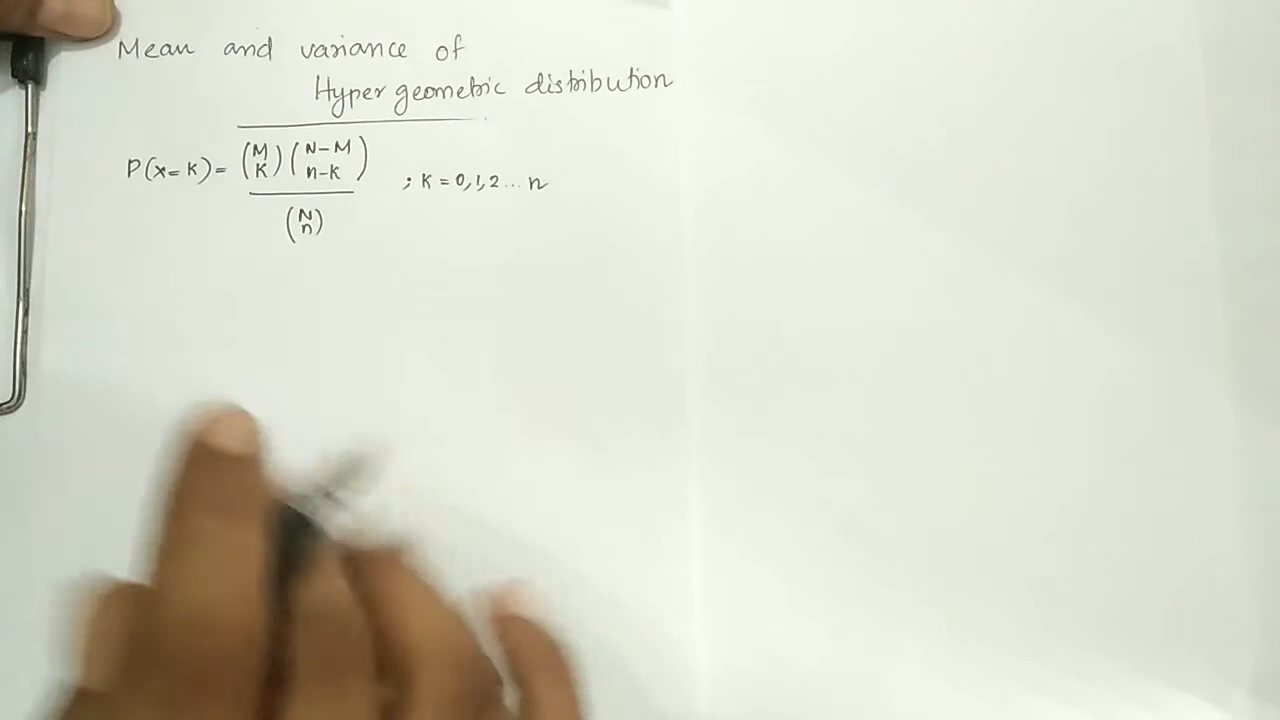 Mean and variance of
Hyper geometric distribution
P(x=k)= (M K)(N-M n-k) / (N n) ; K = 0,1,2... n